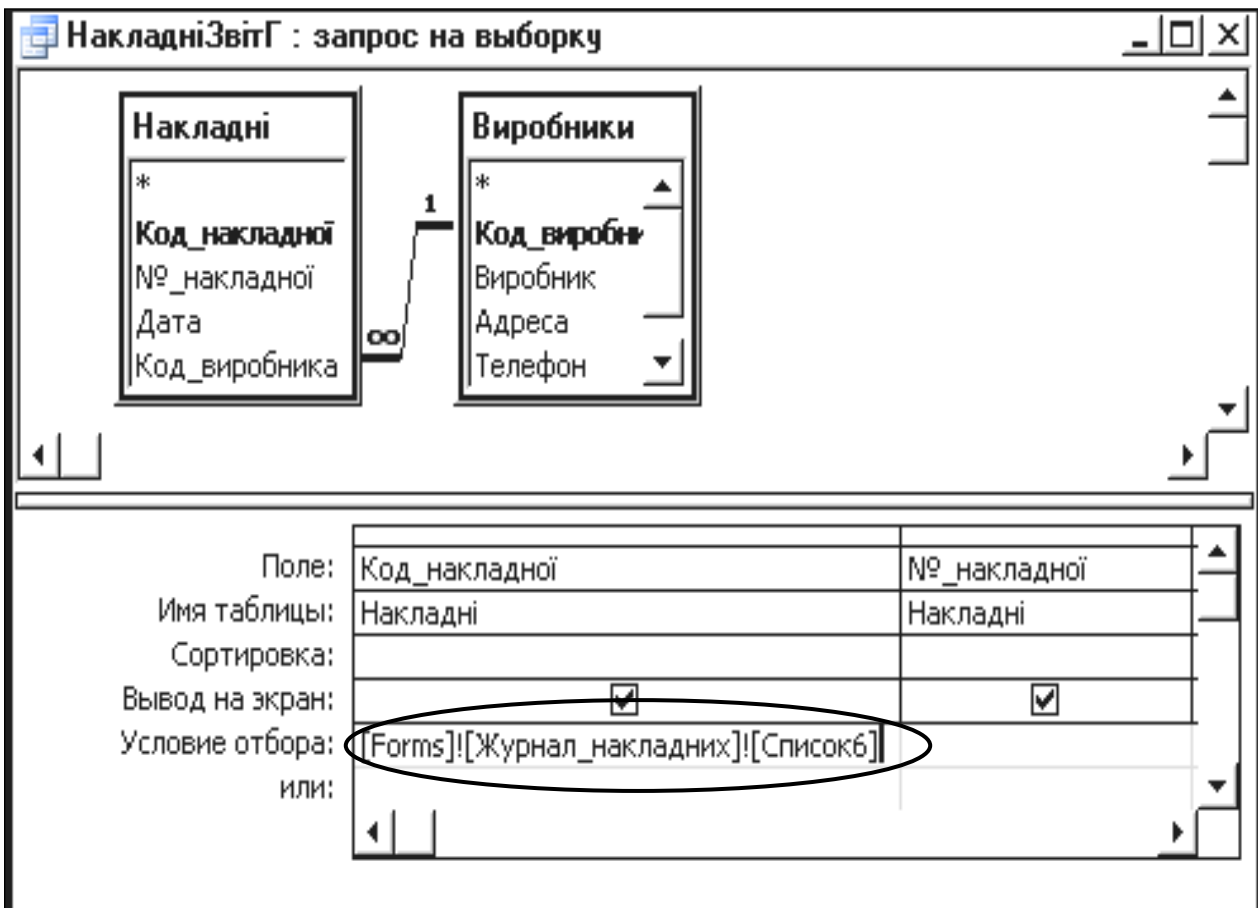 НакладніЗвітГ : запрос на выборку
Накладні
*
Код_накладної
№_накладної
Дата
Код_виробника
1
∞
Виробники
*
Код_виробни
Виробник
Адреса
Телефон
Поле: Код_накладної №_накладної
Имя таблицы: Накладні Накладні
Сортировка:
Вывод на экран:
Условие отбора: [Forms]![Журнал_накладних]![Список6]
или: